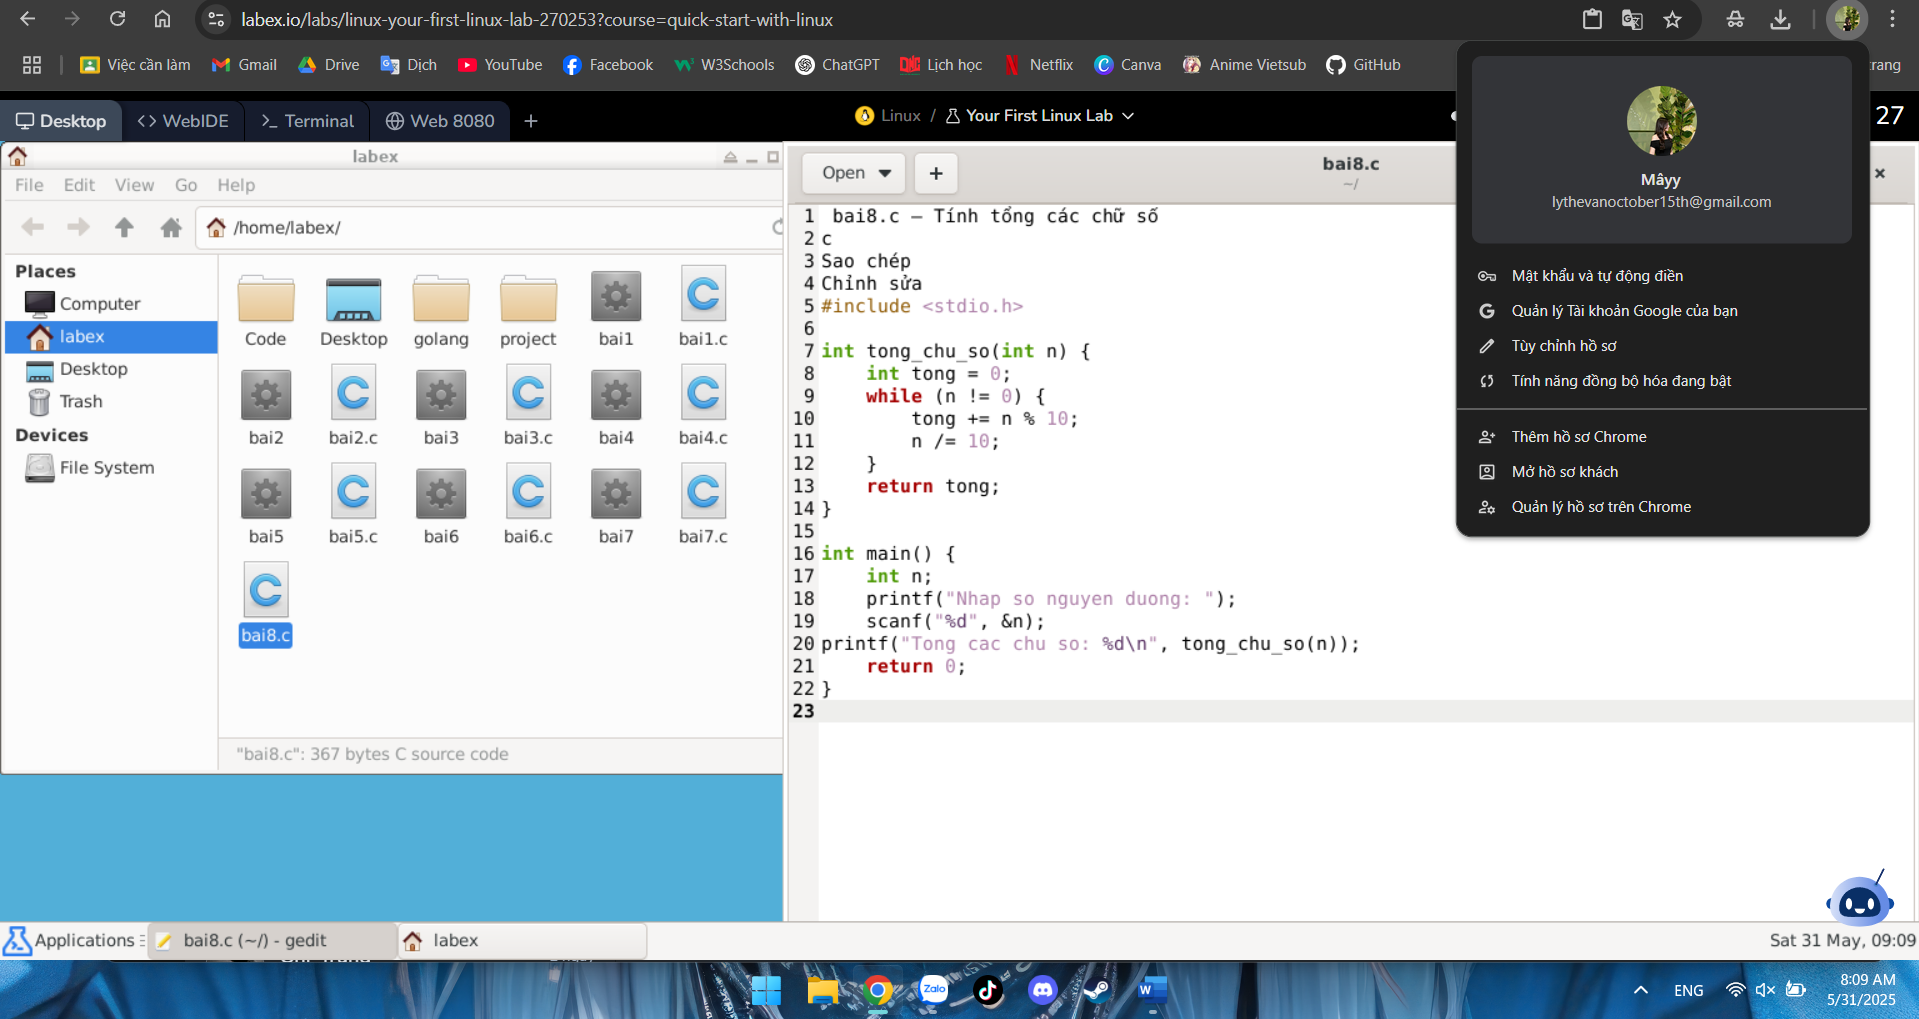 labex.io/labs/linux-your-first-linux-lab-270253?course=quick-start-with-linux
Việc cần làm Gmail Drive Dịch YouTube Facebook W3Schools ChatGPT Lịch học Netflix Canva Anime Vietsub GitHub
Desktop WebIDE Terminal Web 8080
Linux / Your First Linux Lab
27
labex
File Edit View Go Help
/home/labex/
Places
Computer
labex
Desktop
Trash
Devices
File System
Code Desktop golang project bai1 bai1.c
bai2 bai2.c bai3 bai3.c bai4 bai4.c
bai5 bai5.c bai6 bai6.c bai7 bai7.c
bai8.c
"bai8.c": 367 bytes C source code
Open
bai8.c
~/
1 bai8.c – Tính tổng các chữ số
2 c
3 Sao chép
4 Chỉnh sửa
5 #include <stdio.h>
6
7 int tong_chu_so(int n) {
8 int tong = 0;
9 while (n != 0) {
10 tong += n % 10;
11 n /= 10;
12 }
13 return tong;
14 }
15
16 int main() {
17 int n;
18 printf("Nhap so nguyen duong: ");
19 scanf("%d", &n);
20 printf("Tong cac chu so: %d\n", tong_chu_so(n));
21 return 0;
22 }
23
Mâyy
lythevanoctober15th@gmail.com
Mật khẩu và tự động điền
Quản lý Tài khoản Google của bạn
Tùy chỉnh hồ sơ
Tính năng đồng bộ hóa đang bật
Thêm hồ sơ Chrome
Mở hồ sơ khách
Quản lý hồ sơ trên Chrome
Applications
bai8.c (~/) - gedit
labex
Sat 31 May, 09:09
Zalo
W
ENG
8:09 AM
5/31/2025